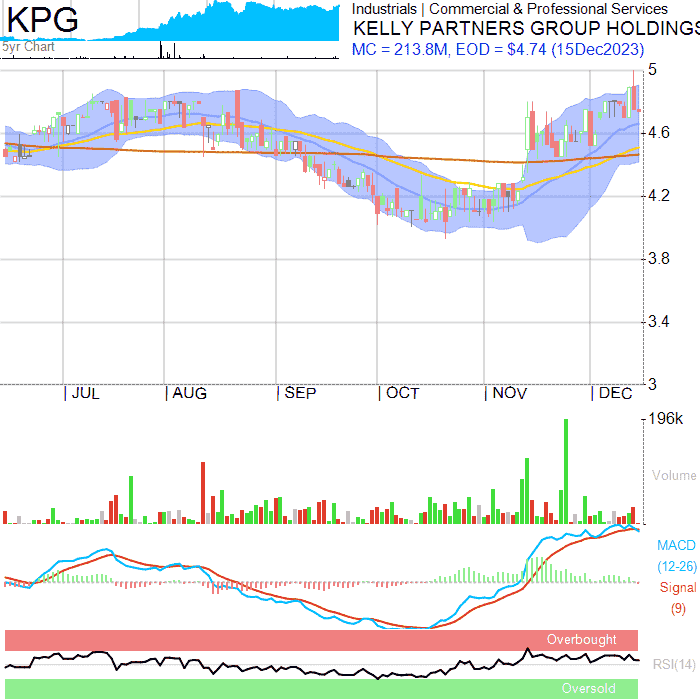 KPG
5yr Chart
Industrials | Commercial & Professional Services
KELLY PARTNERS GROUP HOLDINGS
MC = 213.8M, EOD = $4.74 (15Dec2023)
5
4.6
4.2
3.8
3.4
3
| JUL | AUG | SEP | OCT | NOV | DEC
196k
Volume
MACD
(12-26)
Signal
(9)
Overbought
RSI(14)
Oversold